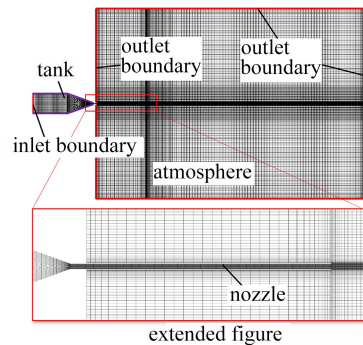 outlet
boundary
outlet
boundary
tank
inlet boundary
atmosphere
nozzle
extended figure